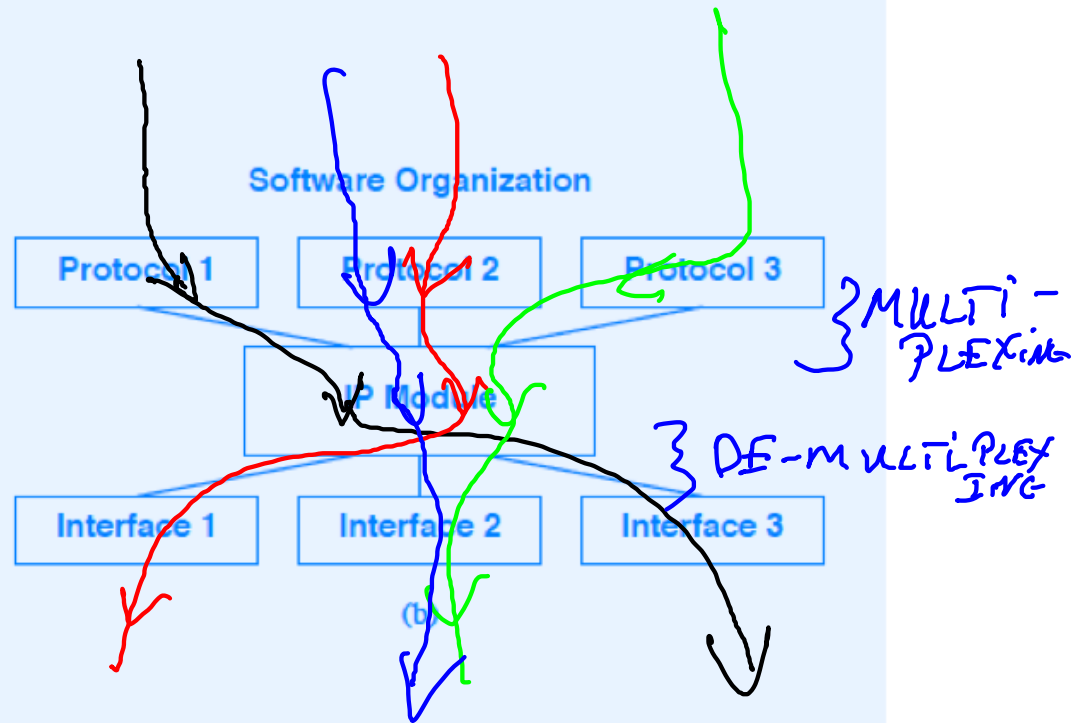 Software Organization
Protocol 1
Protocol 2
Protocol 3
MULTI-
PLEXING
IP Module
DE-MULTIPLEX
ING
Interface 1
Interface 2
Interface 3
(b)